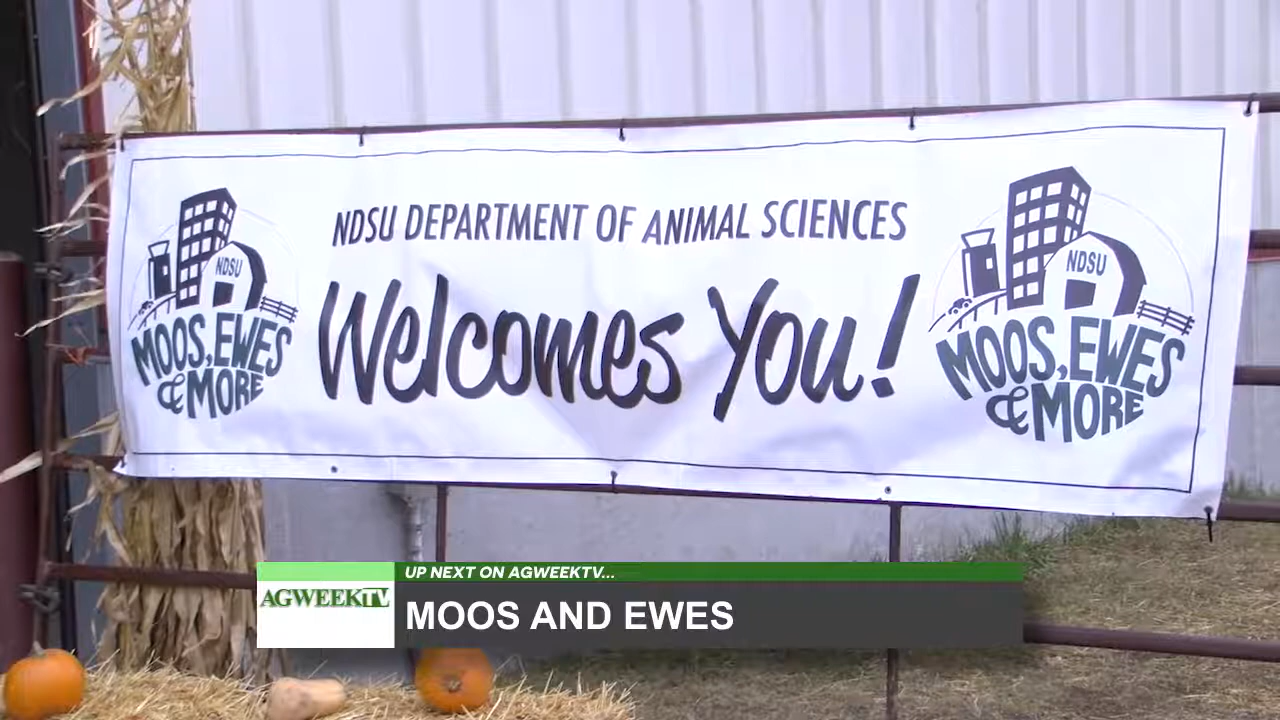 NDSU DEPARTMENT OF ANIMAL SCIENCES
Welcomes You!
NDSU
MOOS, EWES
& MORE
NDSU
MOOS, EWES
& MORE
UP NEXT ON AGWEEKTV...
AGWEEKTV
MOOS AND EWES